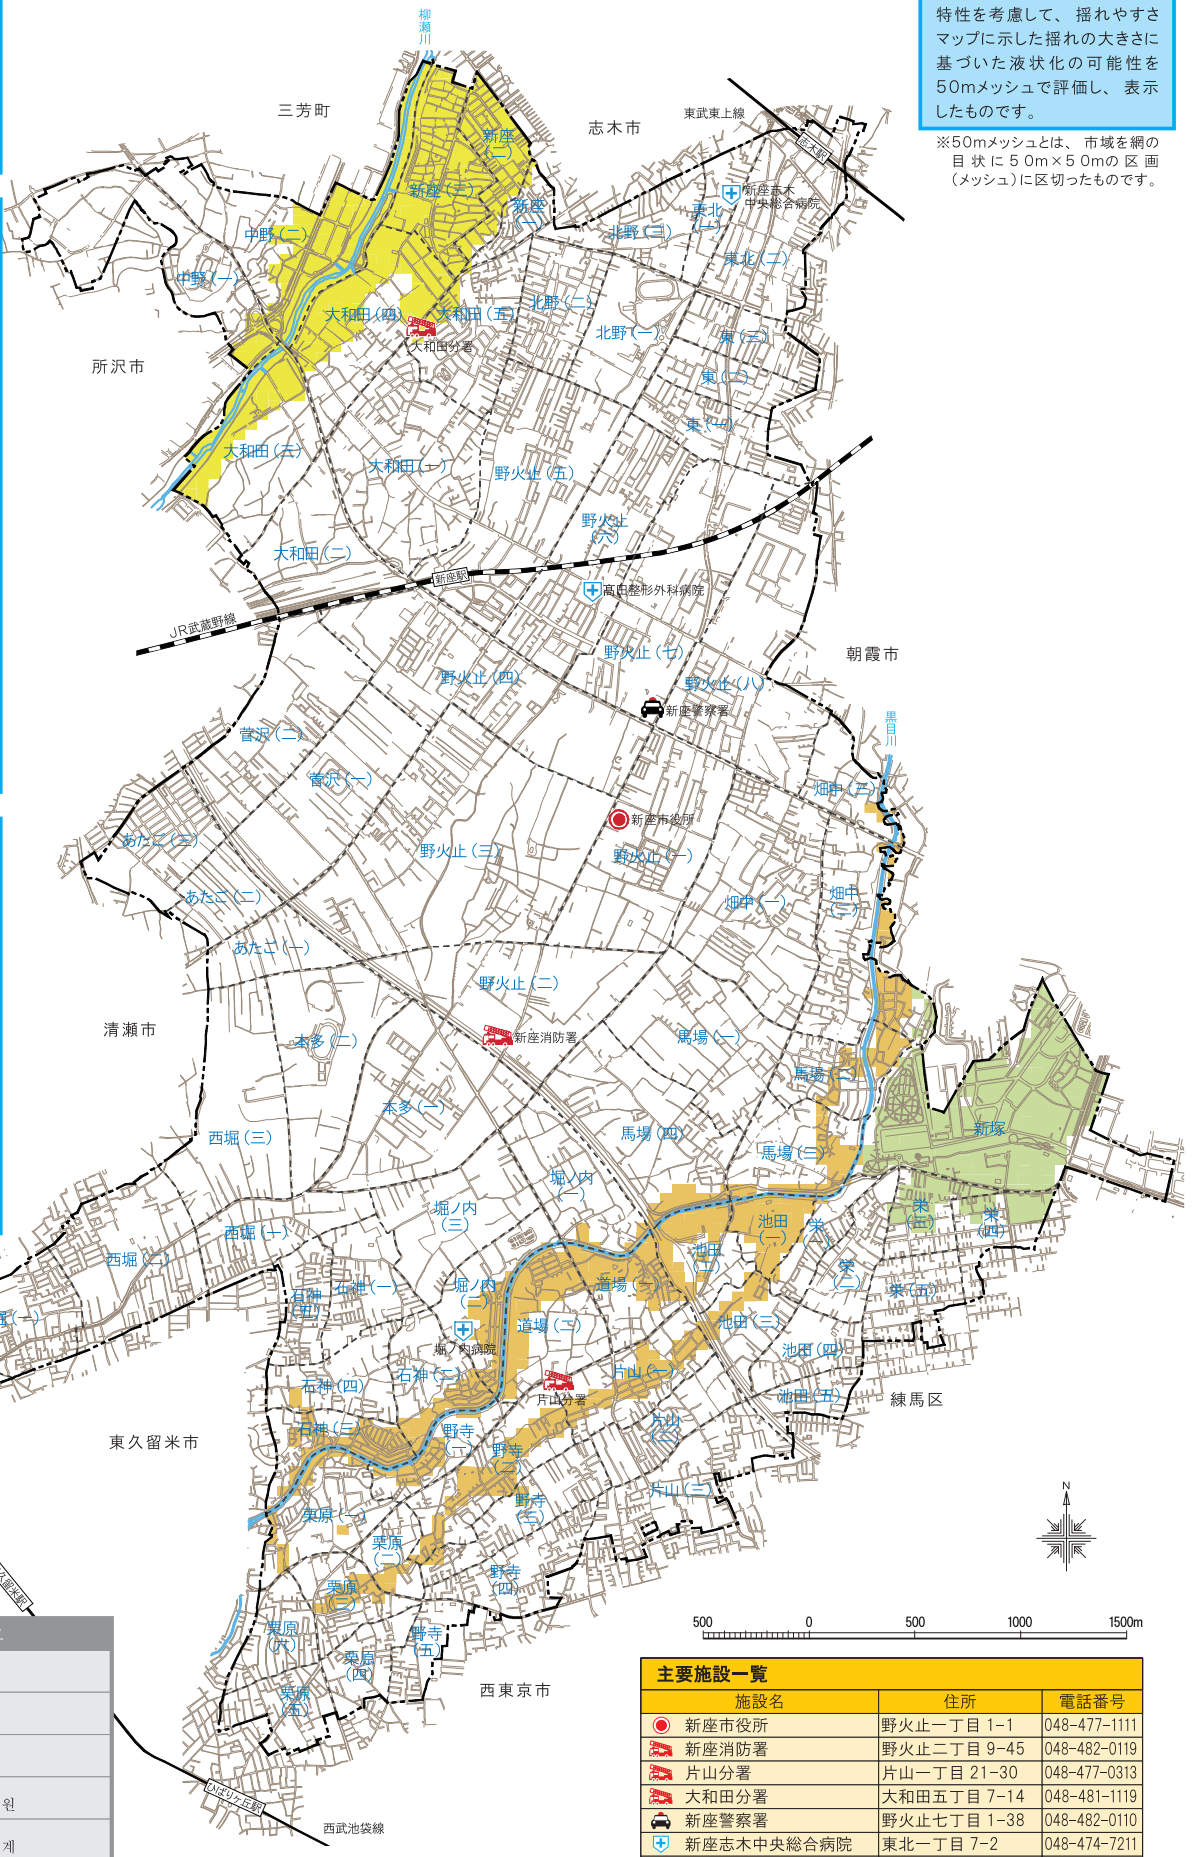 特性を考慮して、揺れやすさ
マップに示した揺れの大きさに
基づいた液状化の可能性を
50mメッシュで評価し、表示
したものです。
※50mメッシュとは、市域を網の
目状に50m×50mの区画
(メッシュ)に区切ったものです。
柳瀬川
三芳町
志木市
東武東上線
志木駅
新座
(二)
新座(三)
新座
(一)
新座志木
中央総合病院
東北
(一)
北野(三)
東北(二)
中野(二)
中野(一)
北野(二)
大和田(四)
大和田(五)
北野(一)
東(三)
大和田分署
所沢市
東(二)
東(一)
大和田(三)
大和田(一)
野火止(五)
野火止
(六)
大和田(二)
新座駅
髙田整形外科病院
JR武蔵野線
野火止(七)
朝霞市
野火止(四)
野火止(八)
新座警察署
黒目川
菅沢(二)
菅沢(一)
畑中(三)
新座市役所
あたご(三)
野火止(三)
野火止(一)
あたご(二)
畑中(一)
畑中
(二)
あたご(一)
野火止(二)
清瀬市
本多(二)
新座消防署
馬場(一)
馬場(二)
本多(一)
西堀(三)
馬場(四)
新塚
馬場(三)
堀ノ内
(一)
堀ノ内
(三)
西堀(一)
池田
(一)
栄
(一)
栄
(三)
栄
(四)
西堀(二)
池田
(二)
石神(一)
堀ノ内
(二)
道場(一)
栄
(二)
栄(五)
石神
(五)
道場(二)
池田(三)
堀ノ内病院
池田(四)
石神(二)
片山(一)
石神(四)
片山分署
池田(五)
練馬区
石神(三)
野寺
(一)
片山
(二)
東久留米市
野寺
(二)
片山(三)
野寺
(三)
栗原(一)
栗原
(二)
野寺
(四)
栗原
(三)
N
久留米駅
栗原
(六)
野寺
(五)
栗原
(四)
西東京市
栗原
(五)
ひばりヶ丘駅
西武池袋線
500 0 500 1000 1500m
主要施設一覧
施設名 住所 電話番号
新座市役所 野火止一丁目1-1 048-477-1111
新座消防署 野火止二丁目9-45 048-482-0119
片山分署 片山一丁目21-30 048-477-0313
大和田分署 大和田五丁目7-14 048-481-1119
新座警察署 野火止七丁目1-38 048-482-0110
新座志木中央総合病院 東北一丁目7-2 048-474-7211
원
계